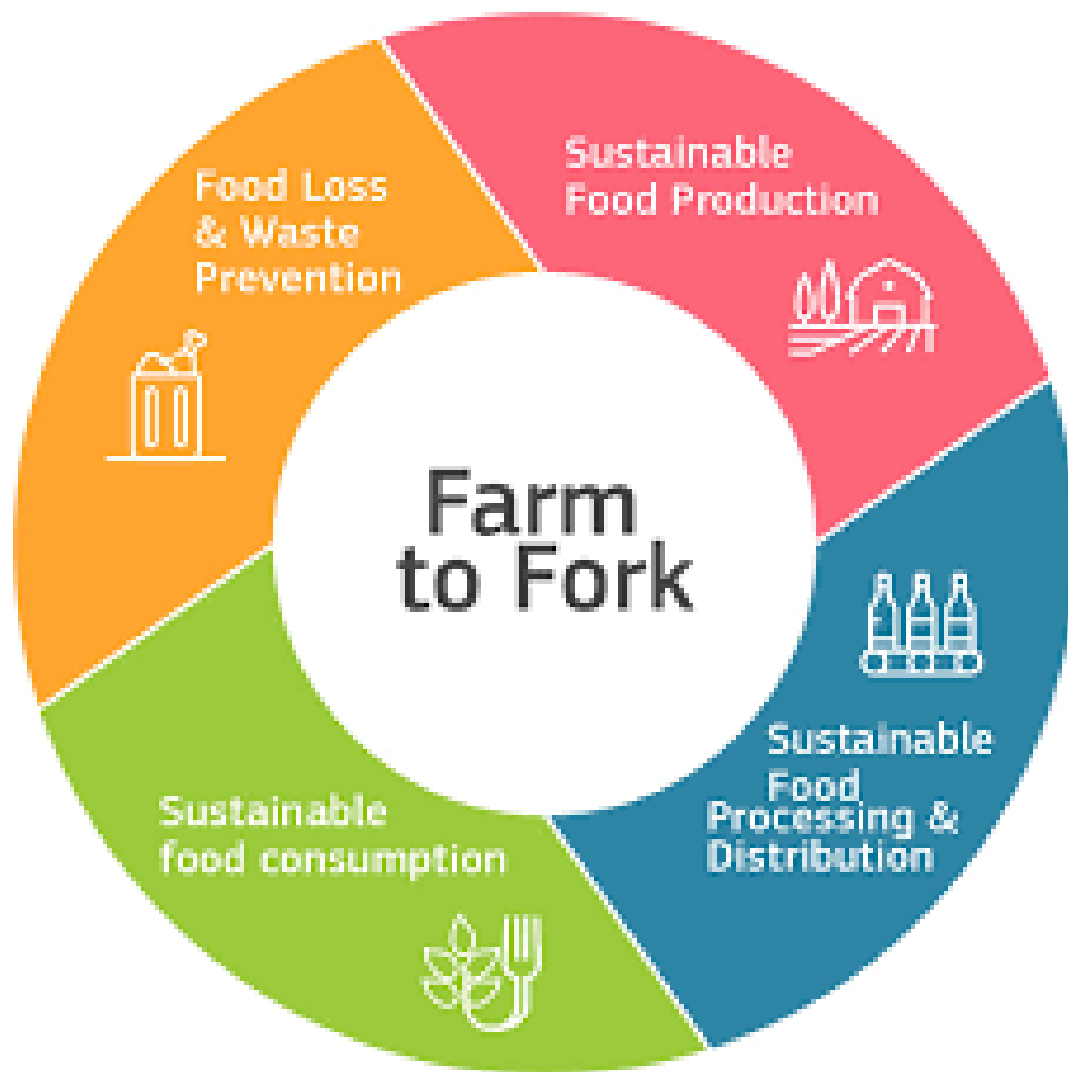 Sustainable
Food Production
Sustainable
Food
Processing &
Distribution
Sustainable
food consumption
Food Loss
& Waste
Prevention
Farm
to Fork